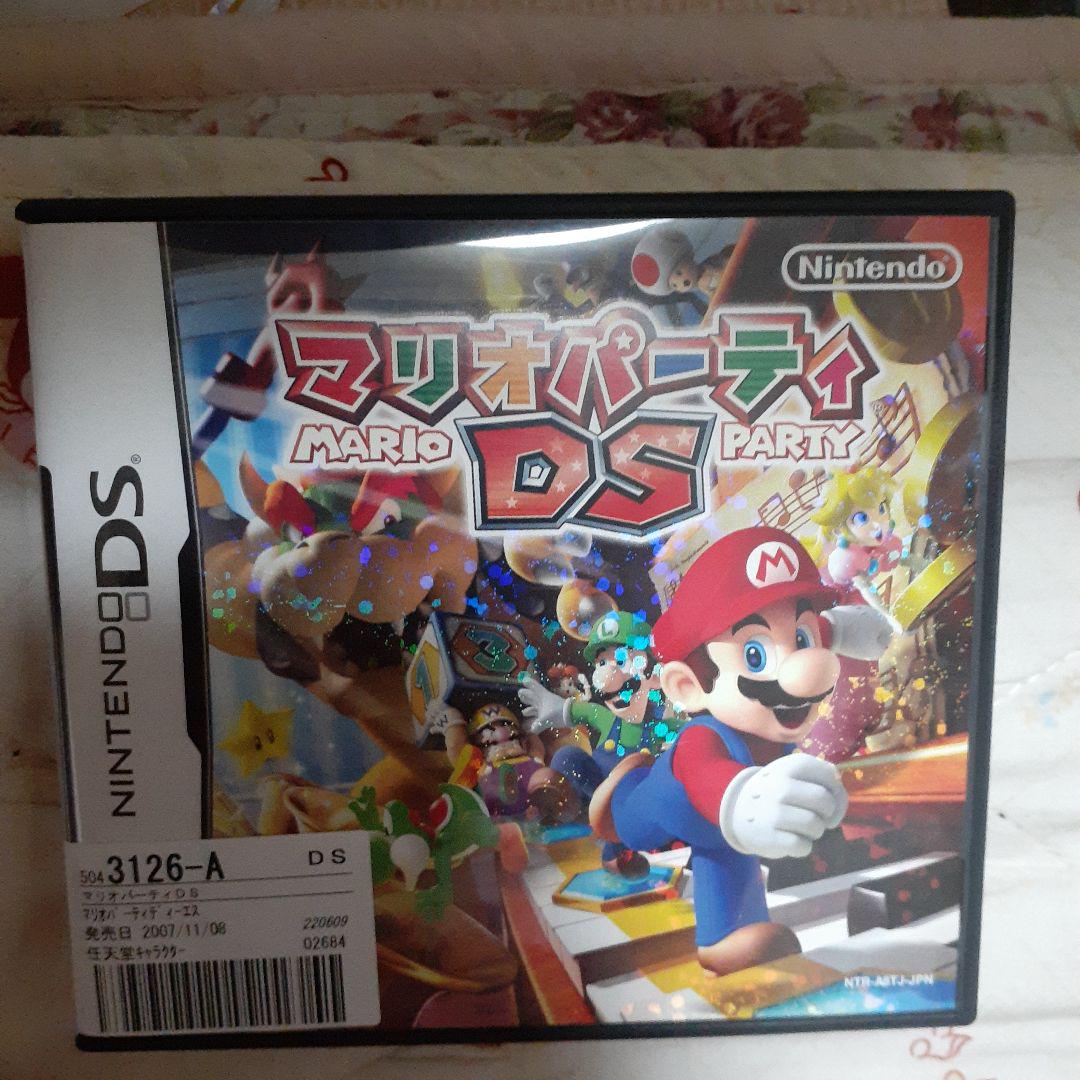 Nintendo
マリオパーティ
MARIO PARTY
DS
M
L
NINTENDO DS®
504 3126-A DS
マリオパーティDS
マリオパーティディーエス
発売日 2007/11/08 220609
任天堂キャラクター 02684
NTR-A8TJ-JPN